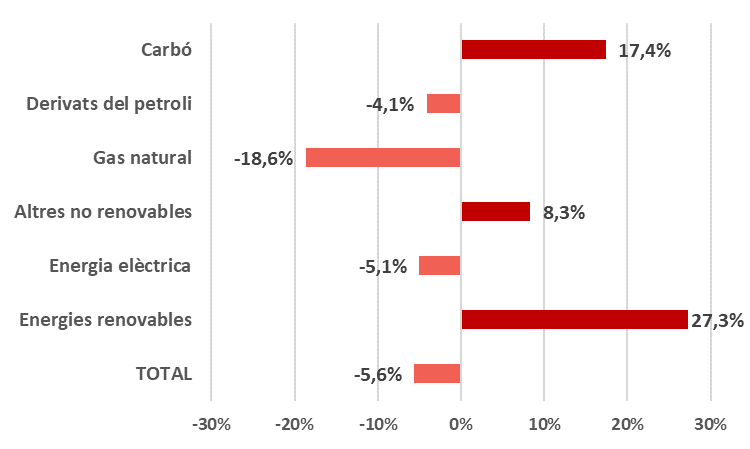 Carbó 17,4%
Derivats del petroli -4,1%
Gas natural -18,6%
Altres no renovables 8,3%
Energia elèctrica -5,1%
Energies renovables 27,3%
TOTAL -5,6%
-30% -20% -10% 0% 10% 20% 30%